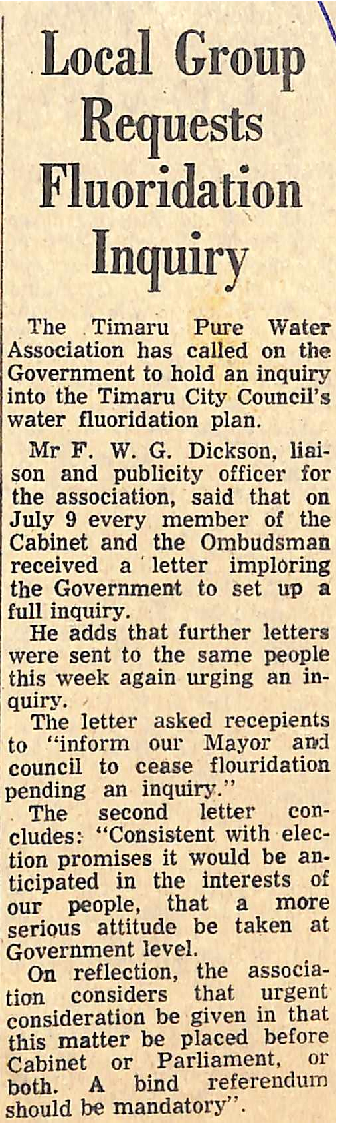 Local Group
Requests
Fluoridation
Inquiry
The Timaru Pure Water
Association has called on the
Government to hold an inquiry
into the Timaru City Council's
water fluoridation plan.
Mr F. W. G. Dickson, liai-
son and publicity officer for
the association, said that on
July 9 every member of the
Cabinet and the Ombudsman
received a letter imploring
the Government to set up a
full inquiry.
He adds that further letters
were sent to the same people
this week again urging an in-
quiry.
The letter asked recepients
to "inform our Mayor and
council to cease flouridation
pending an inquiry."
The second letter con-
cludes: "Consistent with elec-
tion promises it would be an-
ticipated in the interests of
our people, that a more
serious attitude be taken at
Government level.
On reflection, the associa-
tion considers that urgent
consideration be given in that
this matter be placed before
Cabinet or Parliament, or
both. A bind referendum
should be mandatory".